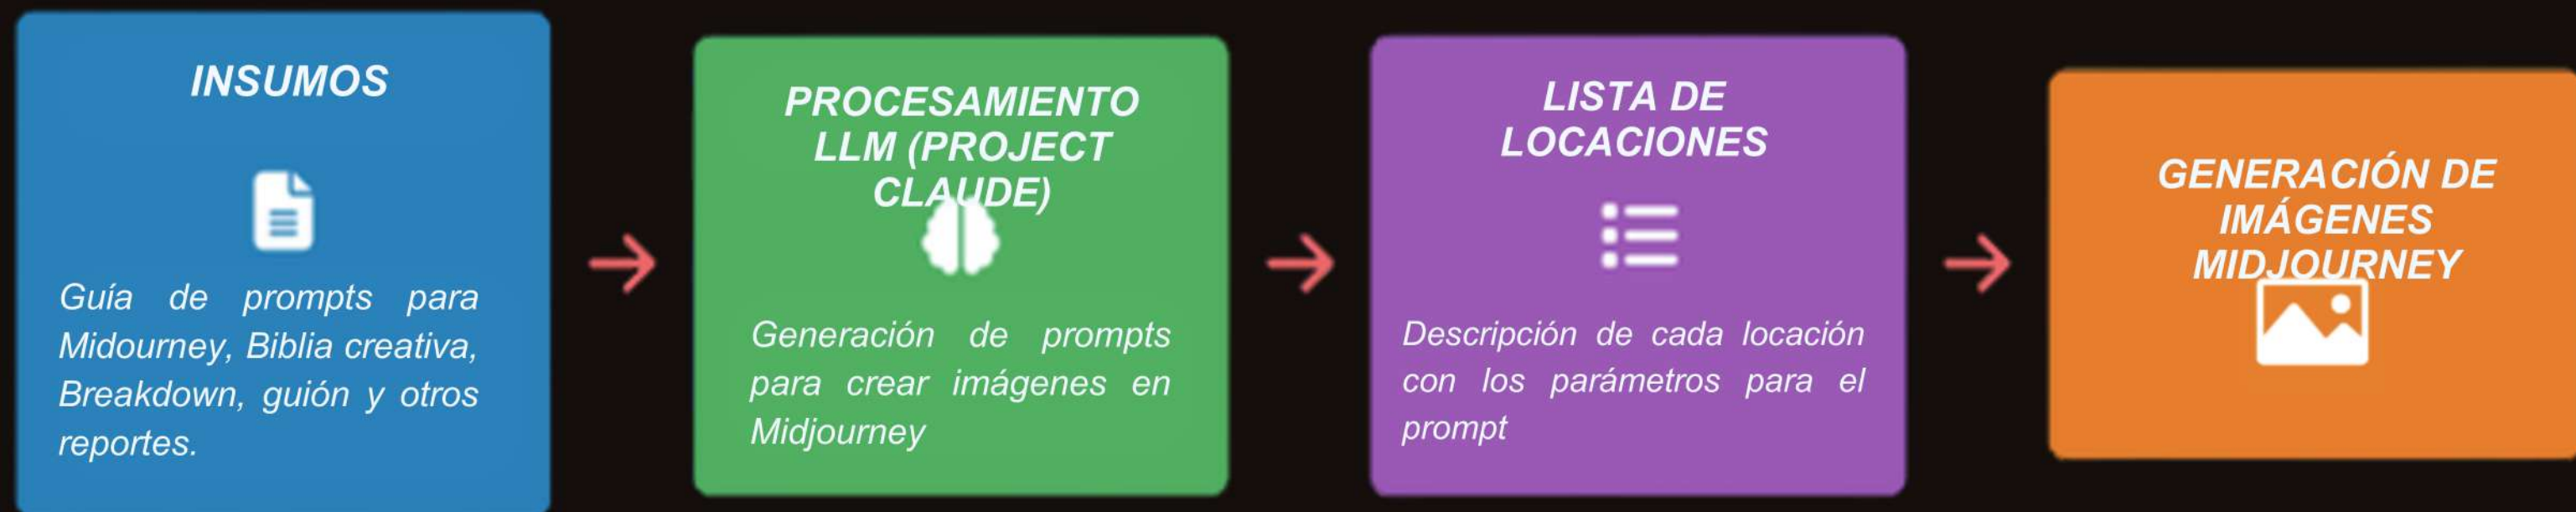 INSUMOS
Guía de prompts para
Midourney, Biblia creativa,
Breakdown, guión y otros
reportes.
PROCESAMIENTO
LLM (PROJECT
CLAUDE)
Generación de prompts
para crear imágenes en
Midjourney
LISTA DE
LOCACIONES
Descripción de cada locación
con los parámetros para el
prompt
GENERACIÓN DE
IMÁGENES
MIDJOURNEY